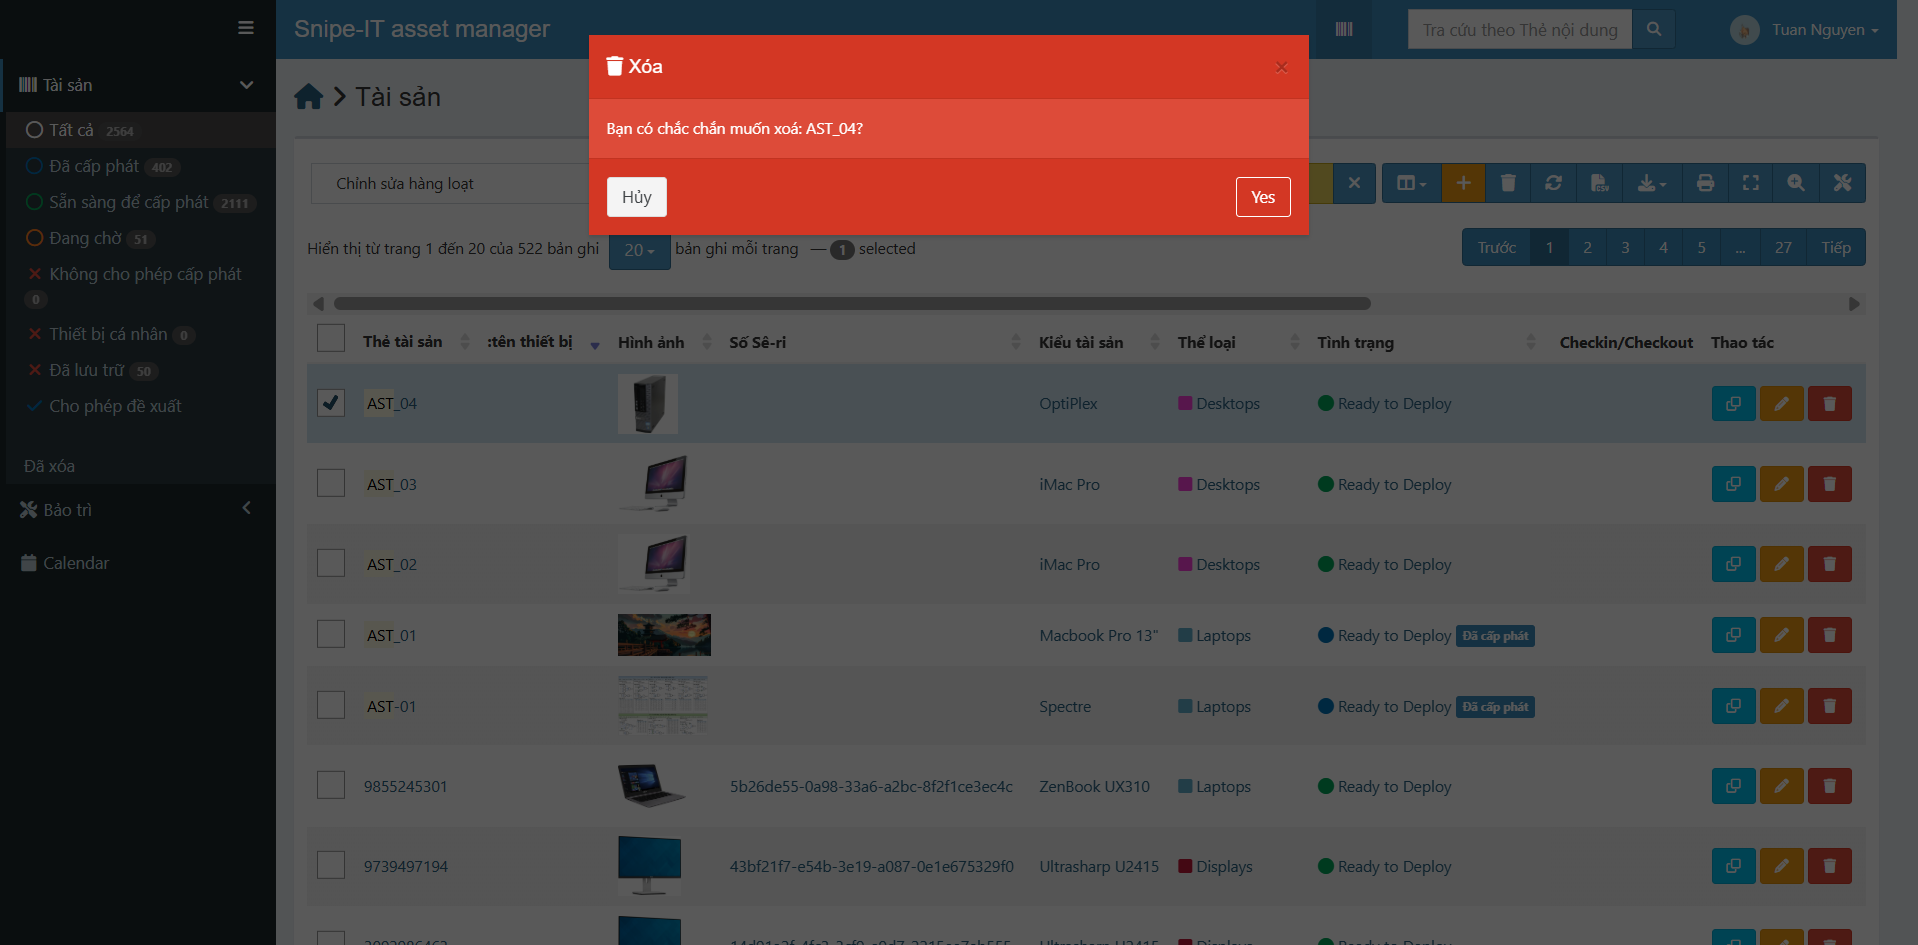 Snipe-IT asset manager
Tra cứu theo Thẻ nội dung
Tuan Nguyen
Tài sản
Tất cả 2564
Đã cấp phát 402
Sẵn sàng để cấp phát 2111
Đang chờ 51
Không cho phép cấp phát
0
Thiết bị cá nhân 0
Đã lưu trữ 50
Cho phép đề xuất
Đã xóa
Bảo trì
Calendar
Xóa
×
Bạn có chắc chắn muốn xoá: AST_04?
Hủy
Yes
Tài sản
Chỉnh sửa hàng loạt
Hiển thị từ trang 1 đến 20 của 522 bản ghi 20 bản ghi mỗi trang — 1 selected
Trước 1 2 3 4 5 ... 27 Tiếp
Thẻ tài sản :tên thiết bị Hình ảnh Số Sê-ri Kiểu tài sản Thể loại Tình trạng Checkin/Checkout Thao tác
AST_04 OptiPlex Desktops Ready to Deploy
AST_03 iMac Pro Desktops Ready to Deploy
AST_02 iMac Pro Desktops Ready to Deploy
AST_01 Macbook Pro 13" Laptops Ready to Deploy Đã cấp phát
AST-01 Spectre Laptops Ready to Deploy Đã cấp phát
9855245301 5b26de55-0a98-33a6-a2bc-8f2f1ce3ec4c ZenBook UX310 Laptops Ready to Deploy
9739497194 43bf21f7-e54b-3e19-a087-0e1e675329f0 Ultrasharp U2415 Displays Ready to Deploy
Ultrasharp U2415 Displays Ready to Deploy